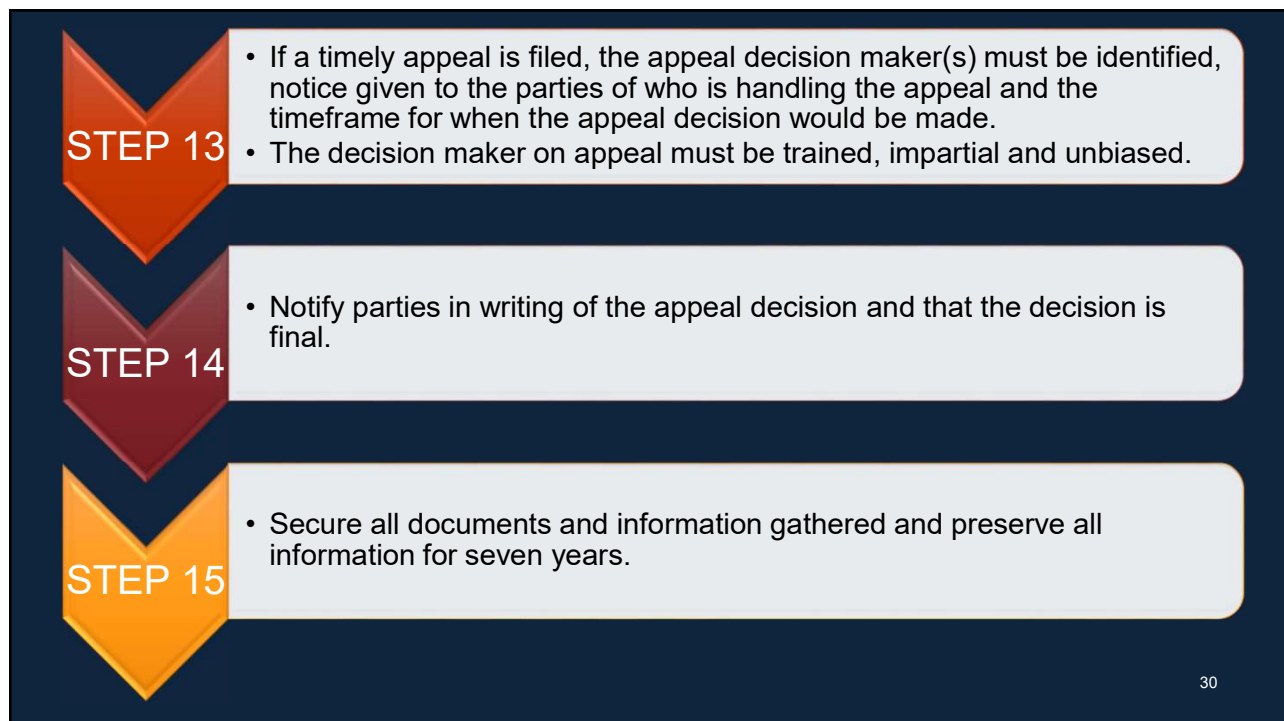 STEP 13
• If a timely appeal is filed, the appeal decision maker(s) must be identified,
notice given to the parties of who is handling the appeal and the
timeframe for when the appeal decision would be made.
• The decision maker on appeal must be trained, impartial and unbiased.
STEP 14
• Notify parties in writing of the appeal decision and that the decision is
final.
STEP 15
• Secure all documents and information gathered and preserve all
information for seven years.
30